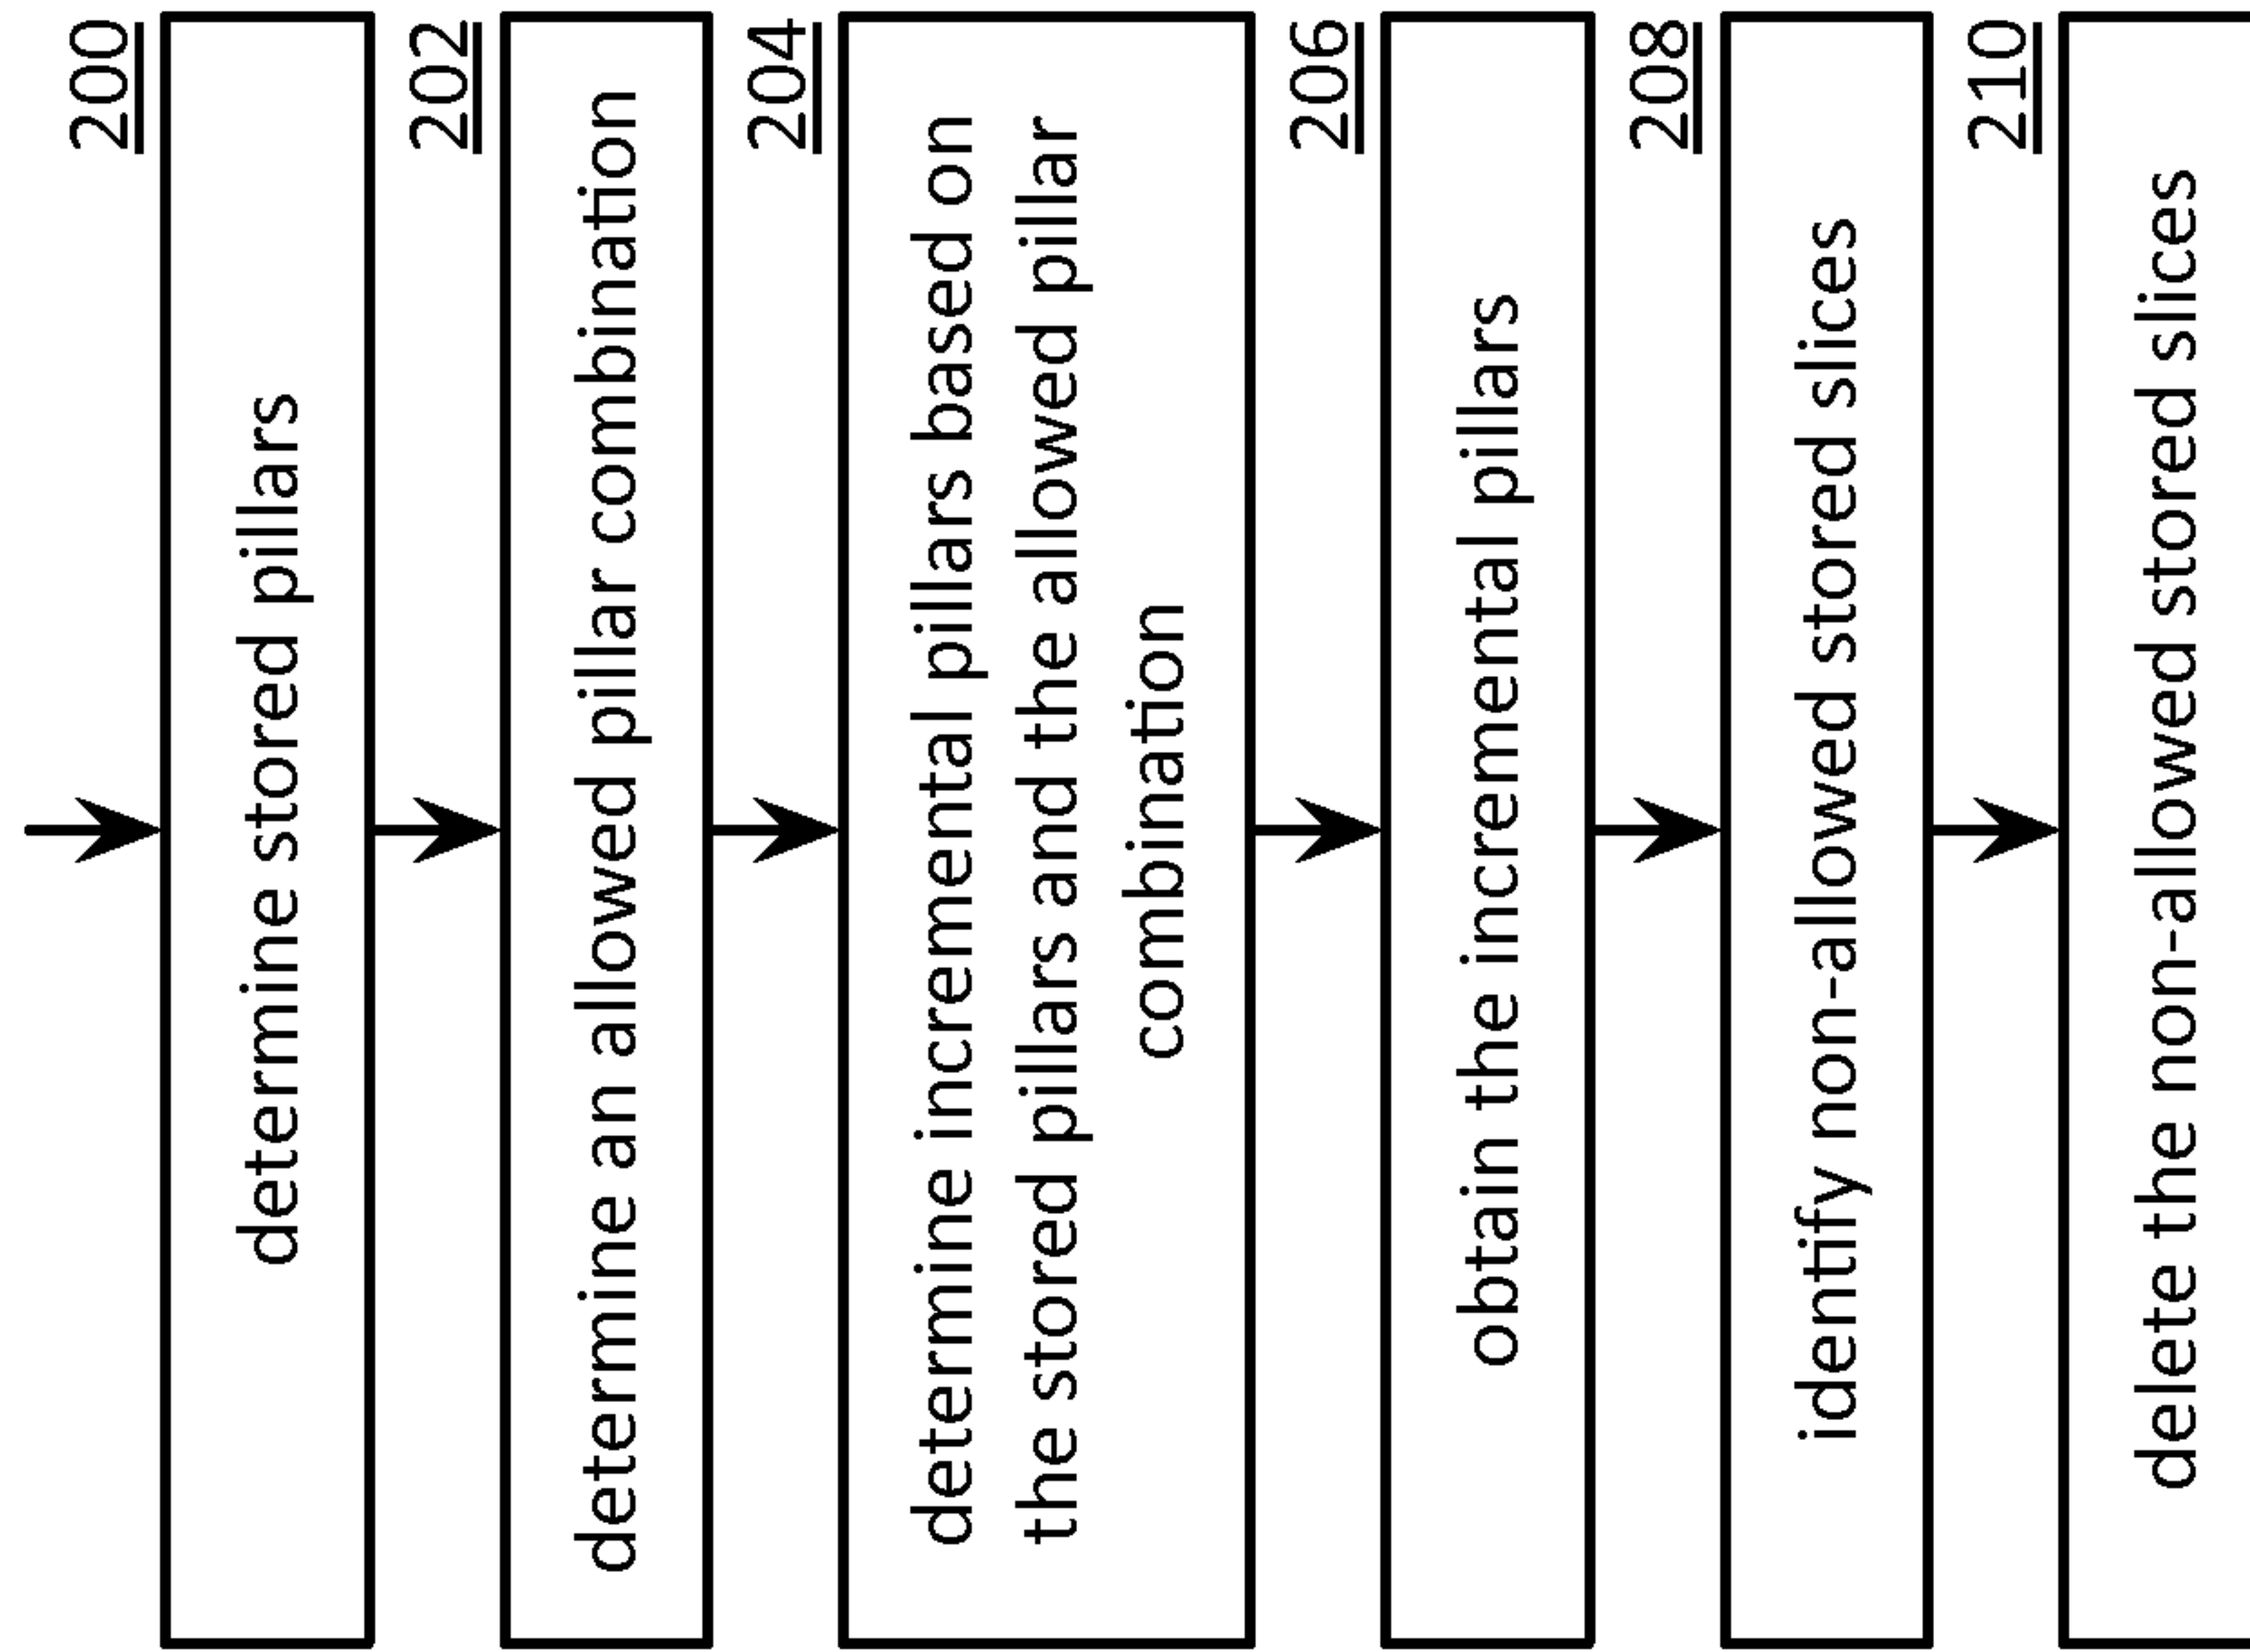 200
determine stored pillars
202
determine an allowed pillar combination
204
determine incremental pillars based on
the stored pillars and the allowed pillar
combination
206
obtain the incremental pillars
208
identify non-allowed stored slices
210
delete the non-allowed stored slices